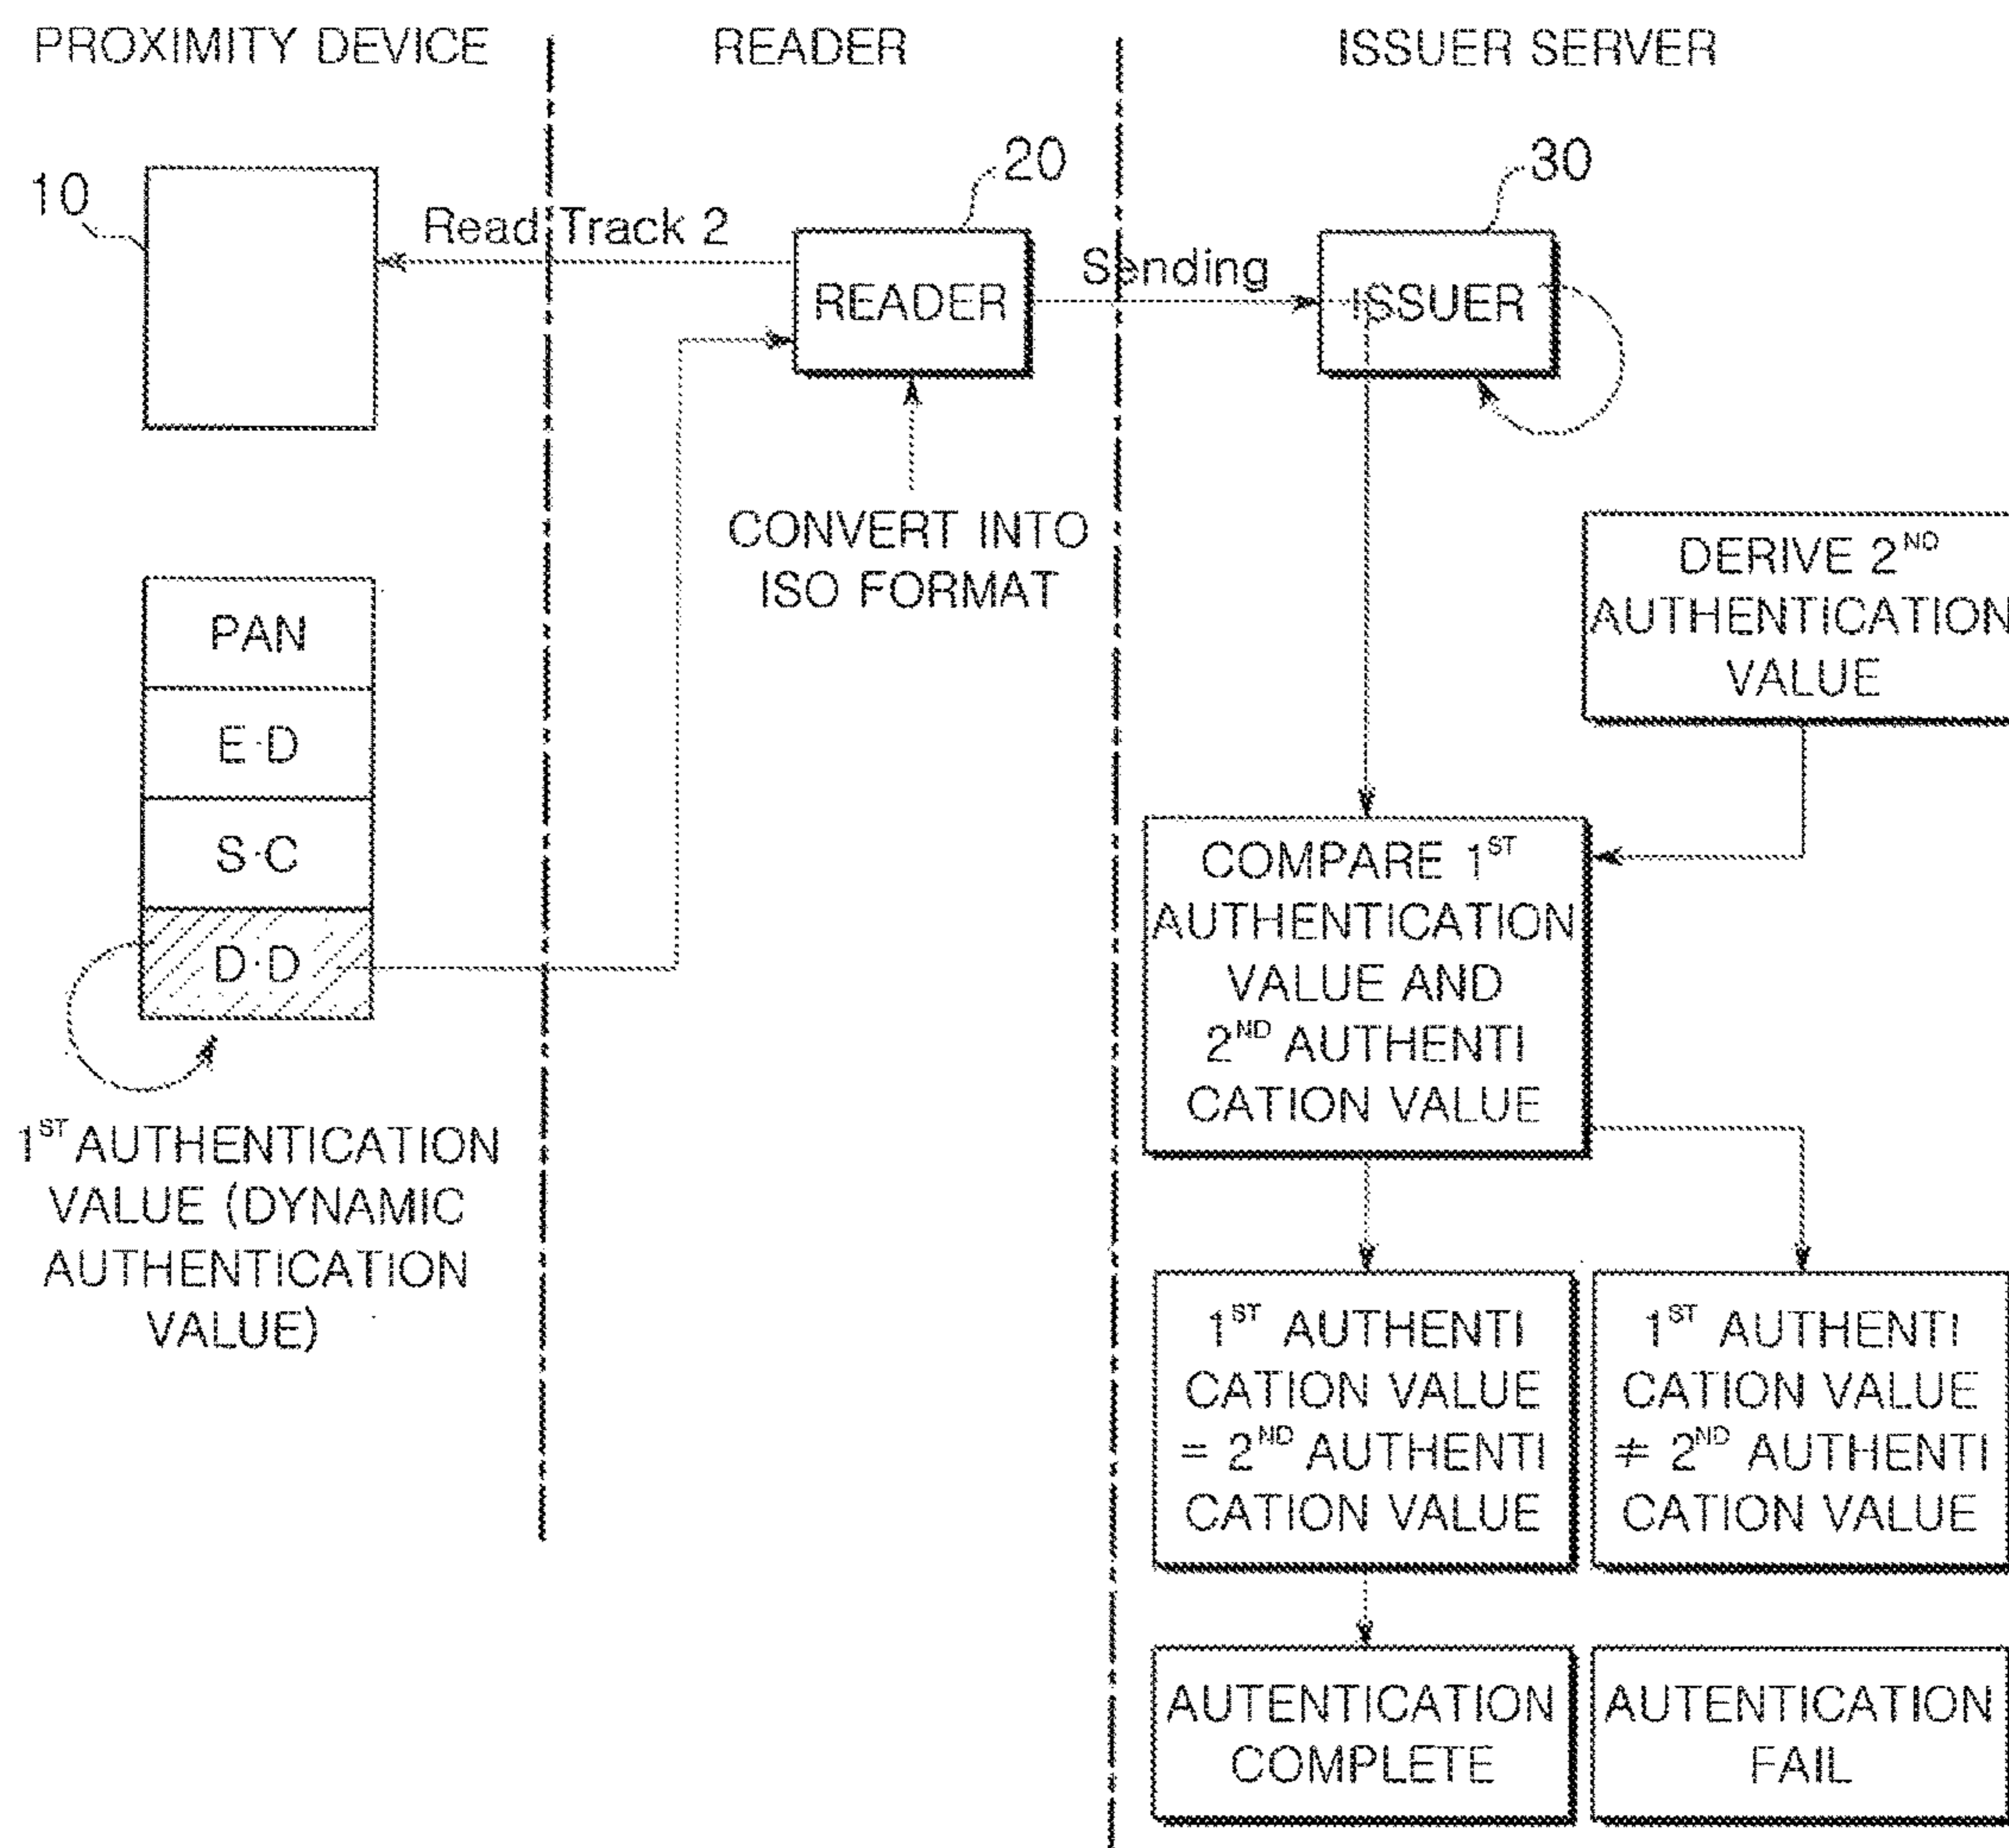 PROXIMITY DEVICE
READER
ISSUER SERVER
10
20
30
Read Track 2
Sending
READER
ISSUER
CONVERT INTO
ISO FORMAT
DERIVE 2ND
AUTHENTICATION
VALUE
PAN
E·D
S·C
D·D
1ST AUTHENTICATION
VALUE (DYNAMIC
AUTHENTICATION
VALUE)
COMPARE 1ST
AUTHENTICATION
VALUE AND
2ND AUTHENTI
CATION VALUE
1ST AUTHENTI
CATION VALUE
= 2ND AUTHENTI
CATION VALUE
1ST AUTHENTI
CATION VALUE
≠ 2ND AUTHENTI
CATION VALUE
AUTENTICATION
COMPLETE
AUTENTICATION
FAIL